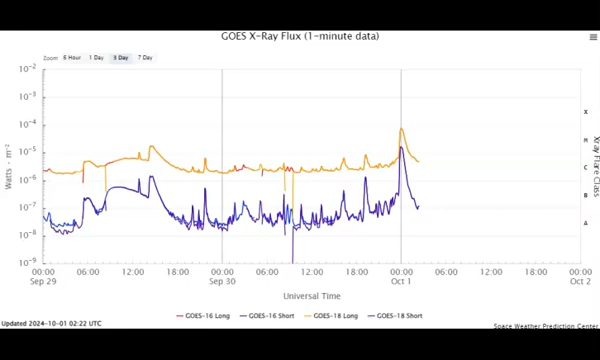 GOES X-Ray Flux (1-minute data)
Zoom 6 Hour 1 Day 3 Day 7 Day
10⁻²
10⁻³
10⁻⁴
10⁻⁵
10⁻⁶
10⁻⁷
10⁻⁸
10⁻⁹
Watts · m⁻²
X
M
C
B
A
Xray Flux Class
00:00 06:00 12:00 18:00 00:00 06:00 12:00 18:00 00:00 06:00 12:00 18:00 00:00
Sep 29 Sep 30 Oct 1 Oct 2
Universal Time
GOES-16 Long GOES-16 Short GOES-18 Long GOES-18 Short
Updated 2024-10-01 02:22 UTC
Space Weather Prediction Center